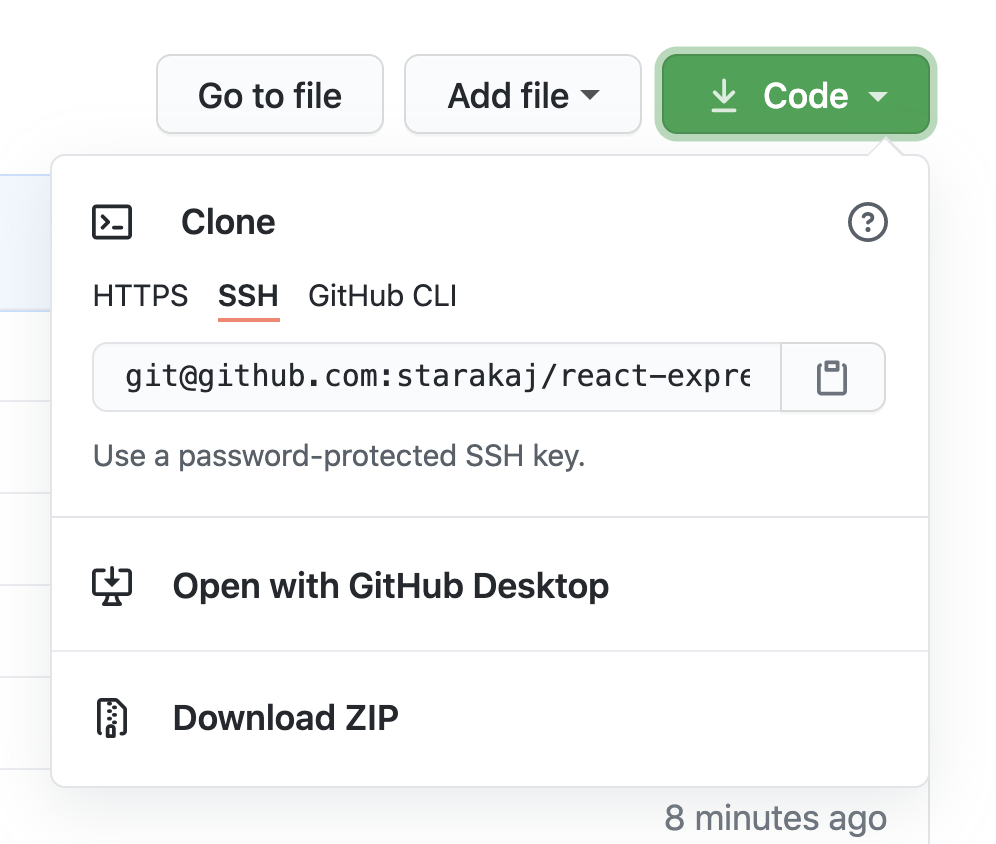 Go to file Add file Code
Clone
HTTPS SSH GitHub CLI
git@github.com:starakaj/react-expre
Use a password-protected SSH key.
Open with GitHub Desktop
Download ZIP
8 minutes ago